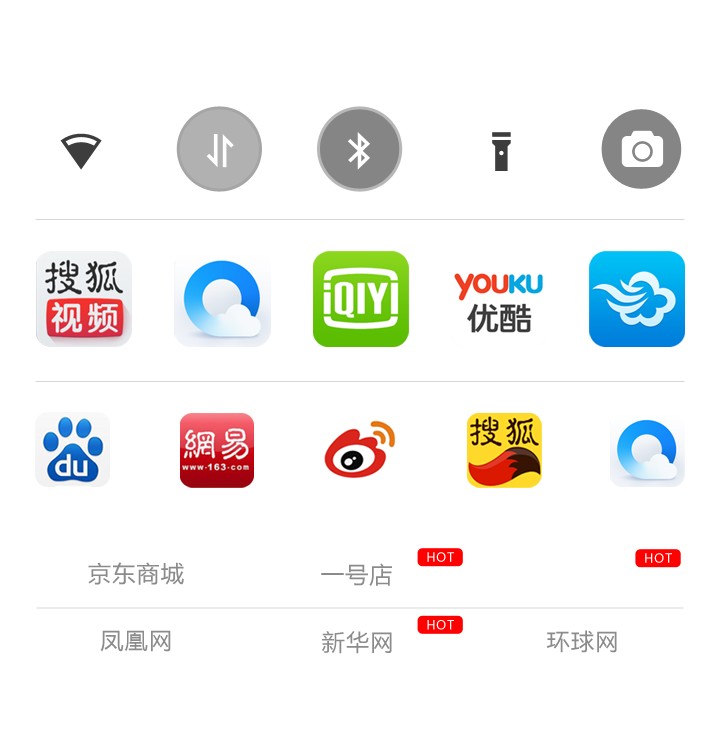 搜狐
视频
iQIYI
YOUKU
优酷
du
網易
www·163·com
搜狐
京东商城
一号店
HOT
HOT
凤凰网
新华网
HOT
环球网